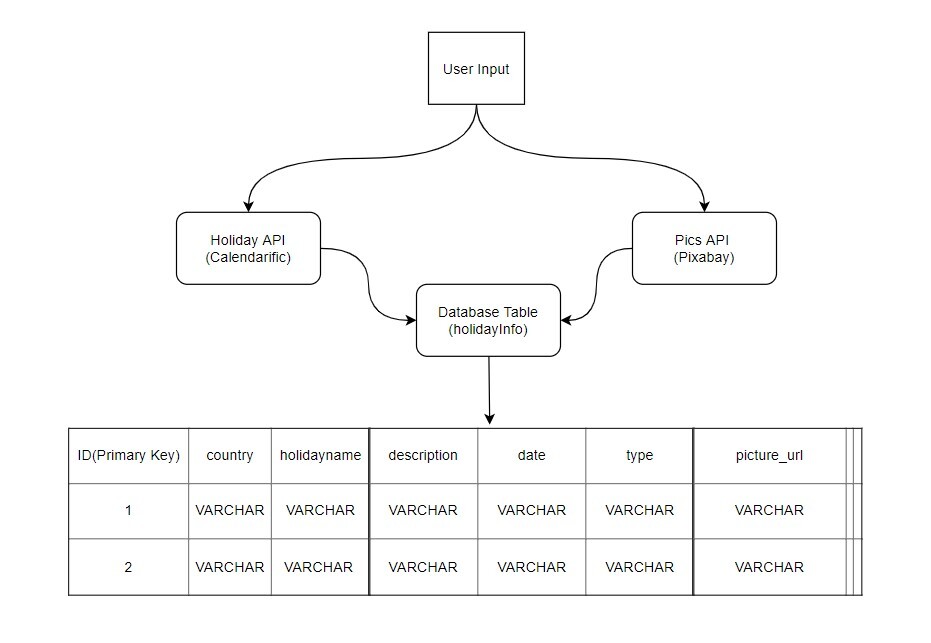 User Input
Holiday API
(Calendarific)
Pics API
(Pixabay)
Database Table
(holidayInfo)
ID(Primary Key) country holidayname description date type picture_url
1 VARCHAR VARCHAR VARCHAR VARCHAR VARCHAR VARCHAR
2 VARCHAR VARCHAR VARCHAR VARCHAR VARCHAR VARCHAR